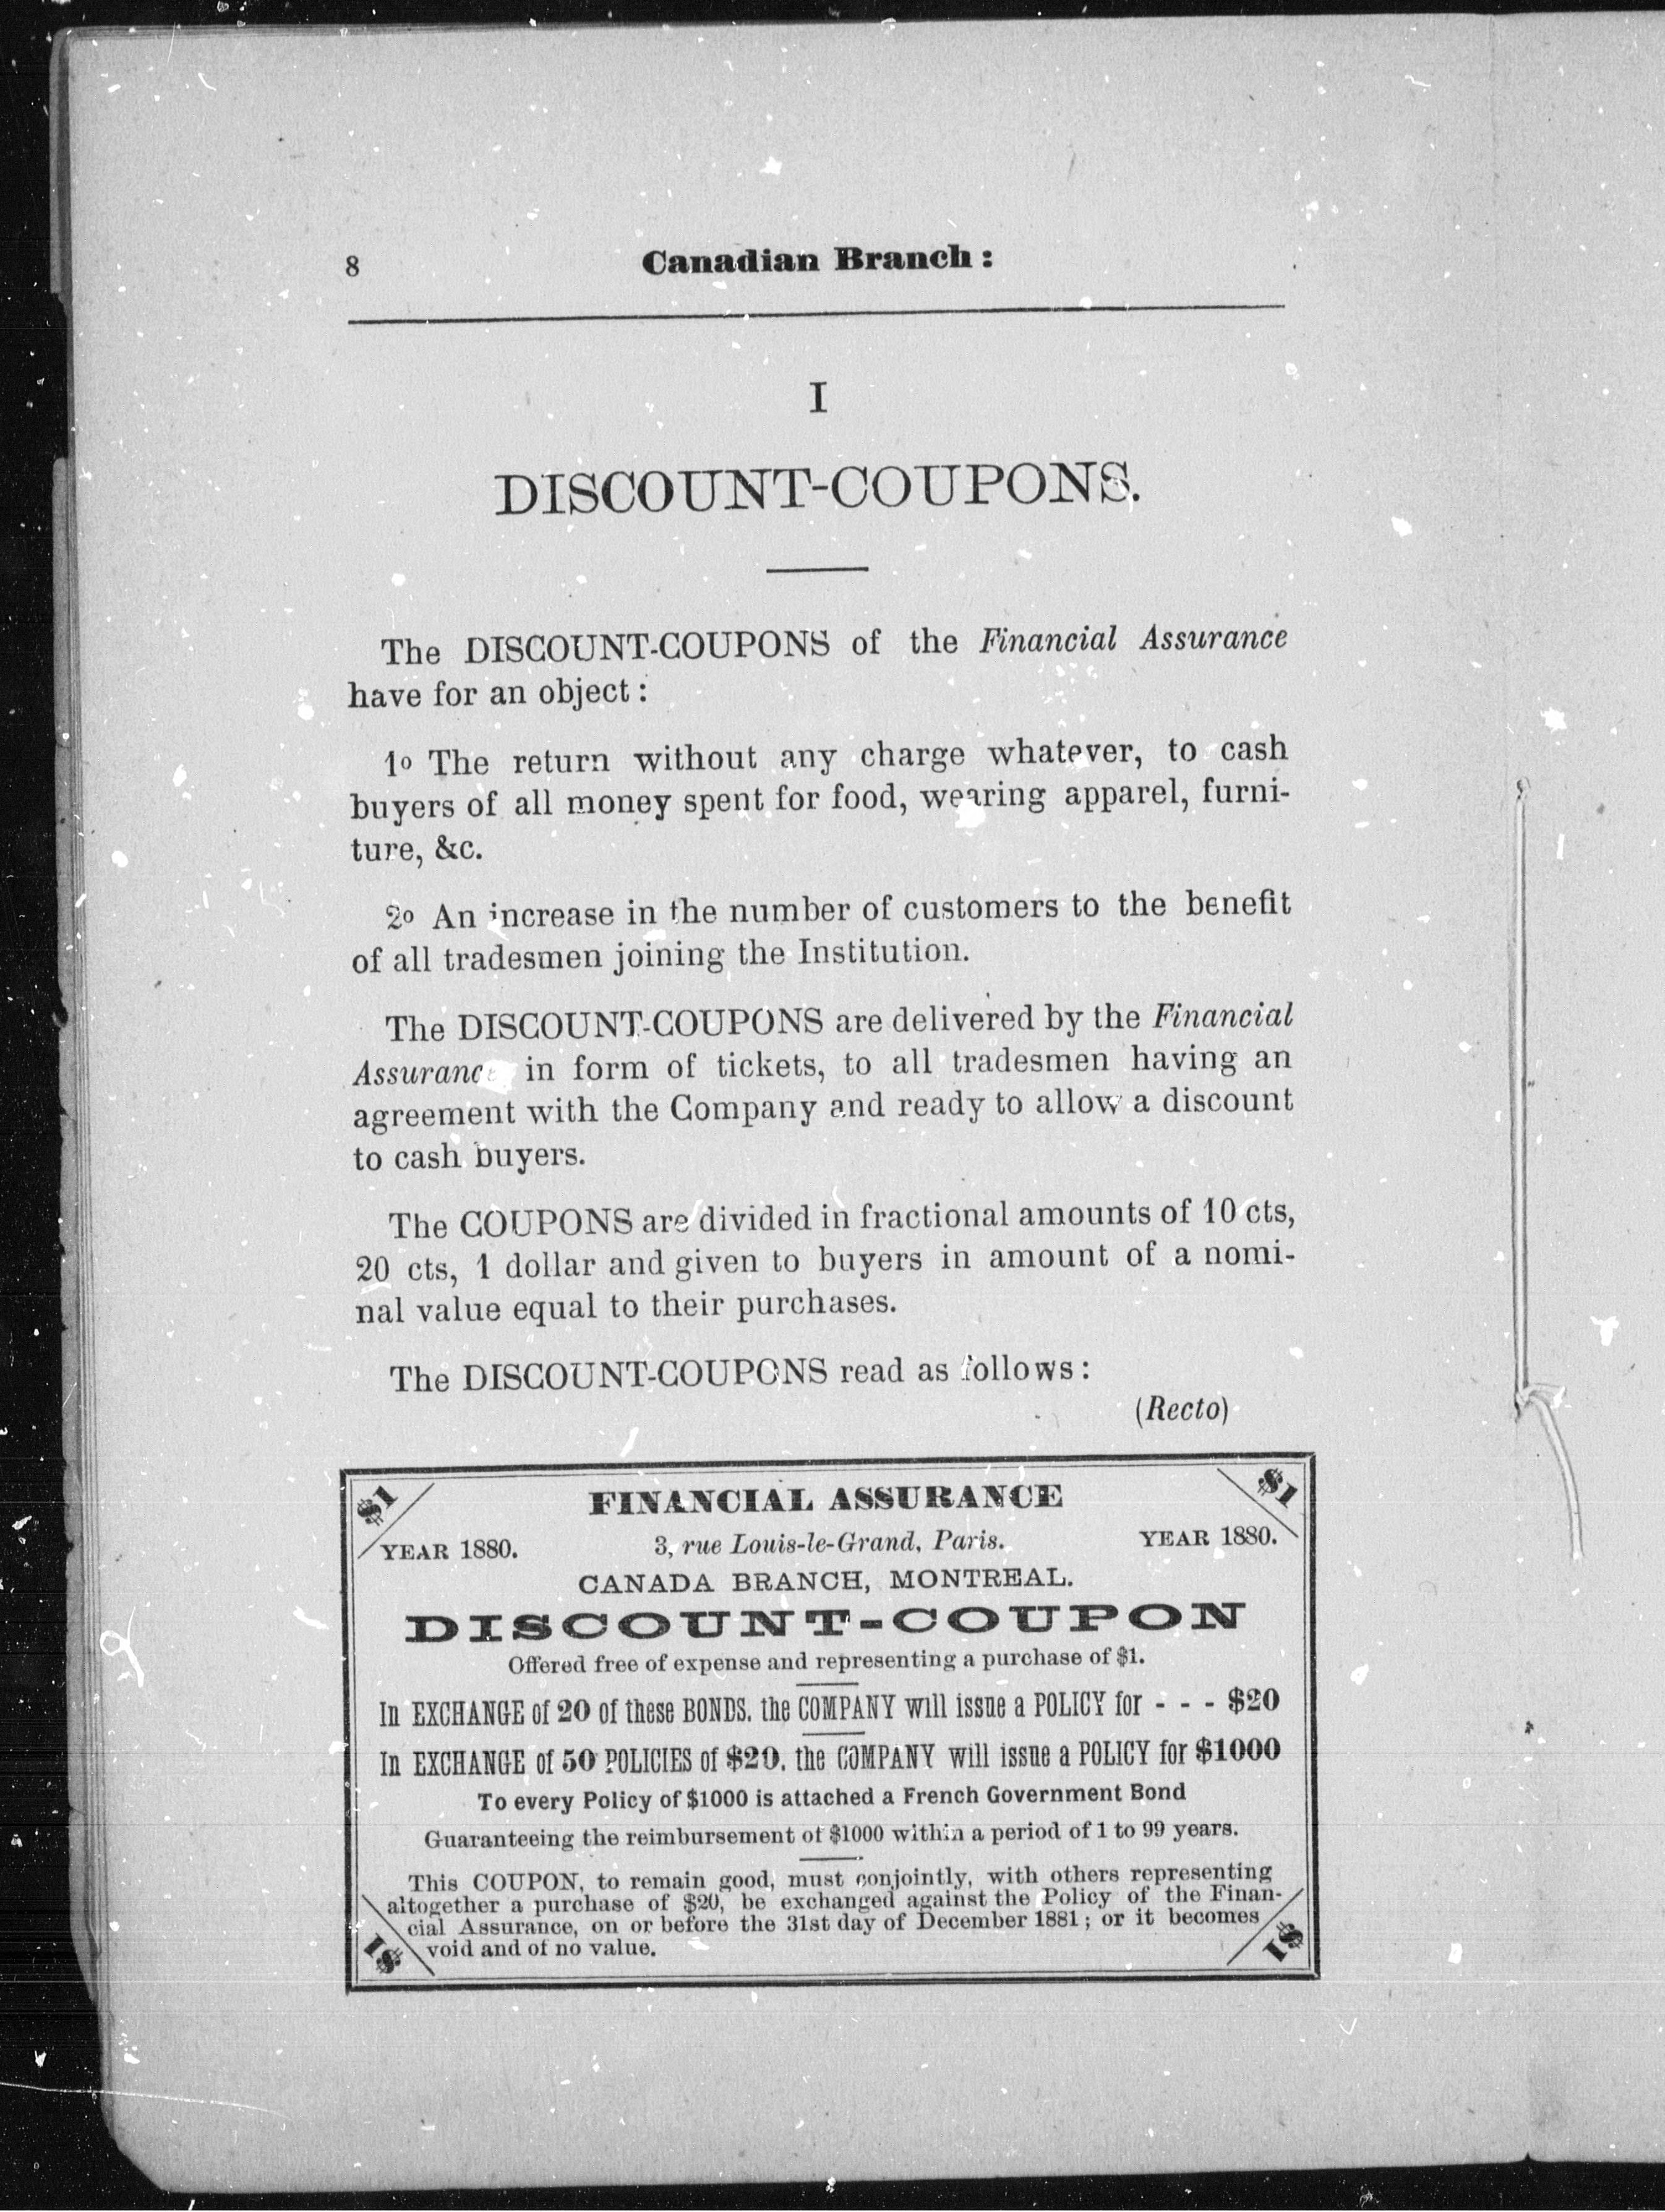 8
Canadian Branch :
I
DISCOUNT-COUPONS.
The DISCOUNT-COUPONS of the Financial Assurance
have for an object :
1o The return without any charge whatever, to cash
buyers of all money spent for food, wearing apparel, furni-
ture, &c.
2o An increase in the number of customers to the benefit
of all tradesmen joining the Institution.
The DISCOUNT-COUPONS are delivered by the Financial
Assurance in form of tickets, to all tradesmen having an
agreement with the Company and ready to allow a discount
to cash buyers.
The COUPONS are divided in fractional amounts of 10 cts,
20 cts, 1 dollar and given to buyers in amount of a nomi-
nal value equal to their purchases.
The DISCOUNT-COUPONS read as follows :
(Recto)
$1
$1
FINANCIAL ASSURANCE
YEAR 1880. 3, rue Louis-le-Grand, Paris. YEAR 1880.
CANADA BRANCH, MONTREAL.
DISCOUNT-COUPON
Offered free of expense and representing a purchase of $1.
In EXCHANGE of 20 of these BONDS. the COMPANY will issue a POLICY for - - - $20
In EXCHANGE of 50 POLICIES of $20. the COMPANY will issue a POLICY for $1000
To every Policy of $1000 is attached a French Government Bond
Guaranteeing the reimbursement of $1000 within a period of 1 to 99 years.
This COUPON, to remain good, must conjointly, with others representing
altogether a purchase of $20, be exchanged against the Policy of the Finan-
cial Assurance, on or before the 31st day of December 1881 ; or it becomes
void and of no value.
$1
$1